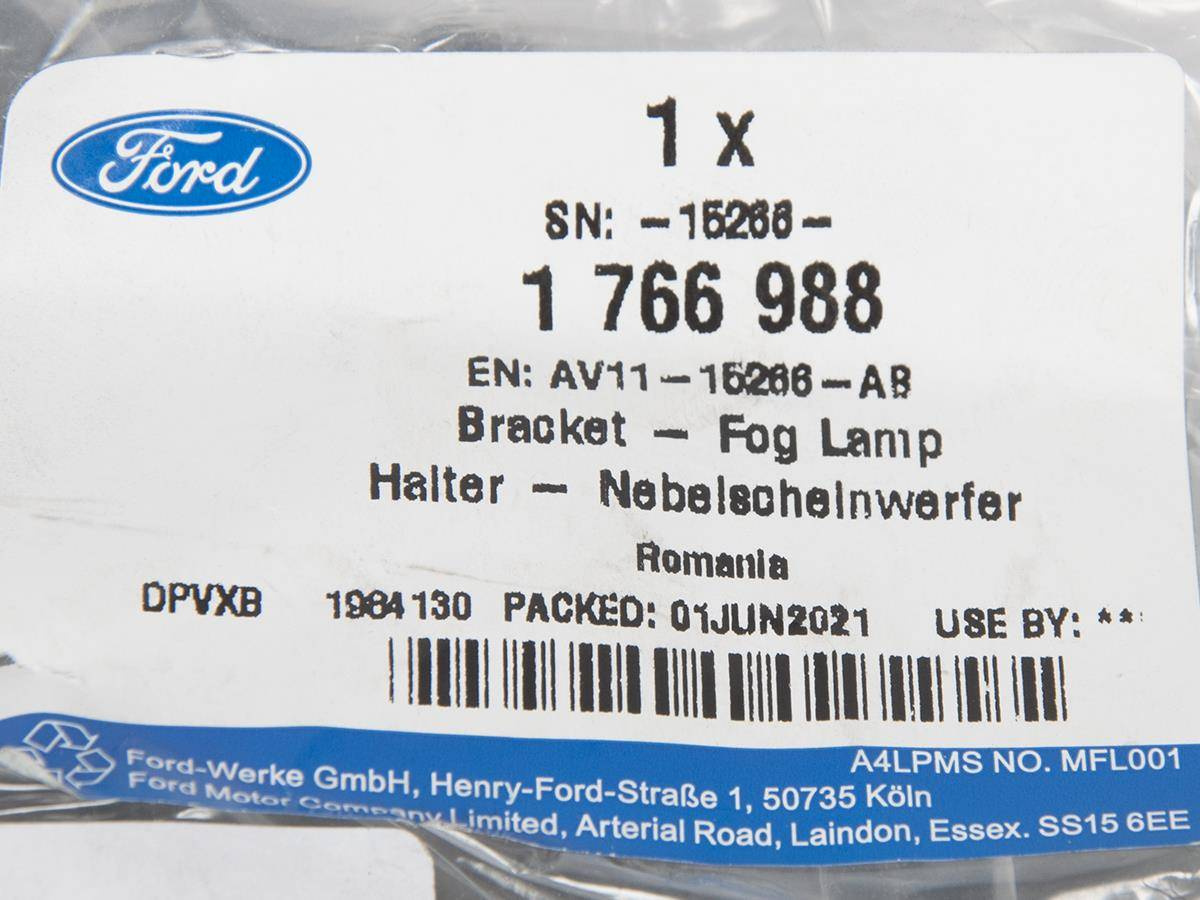 Ford
1 x
SN: -15266-
1 766 988
EN: AV11-15266-AB
Bracket - Fog Lamp
Halter - Nebelscheinwerfer
Romania
DPVXB 1964130 PACKED: 01JUN2021 USE BY: **
A4LPMS NO. MFL001
Ford-Werke GmbH, Henry-Ford-Straße 1, 50735 Köln
Ford Motor Company Limited, Arterial Road, Laindon, Essex. SS15 6EE